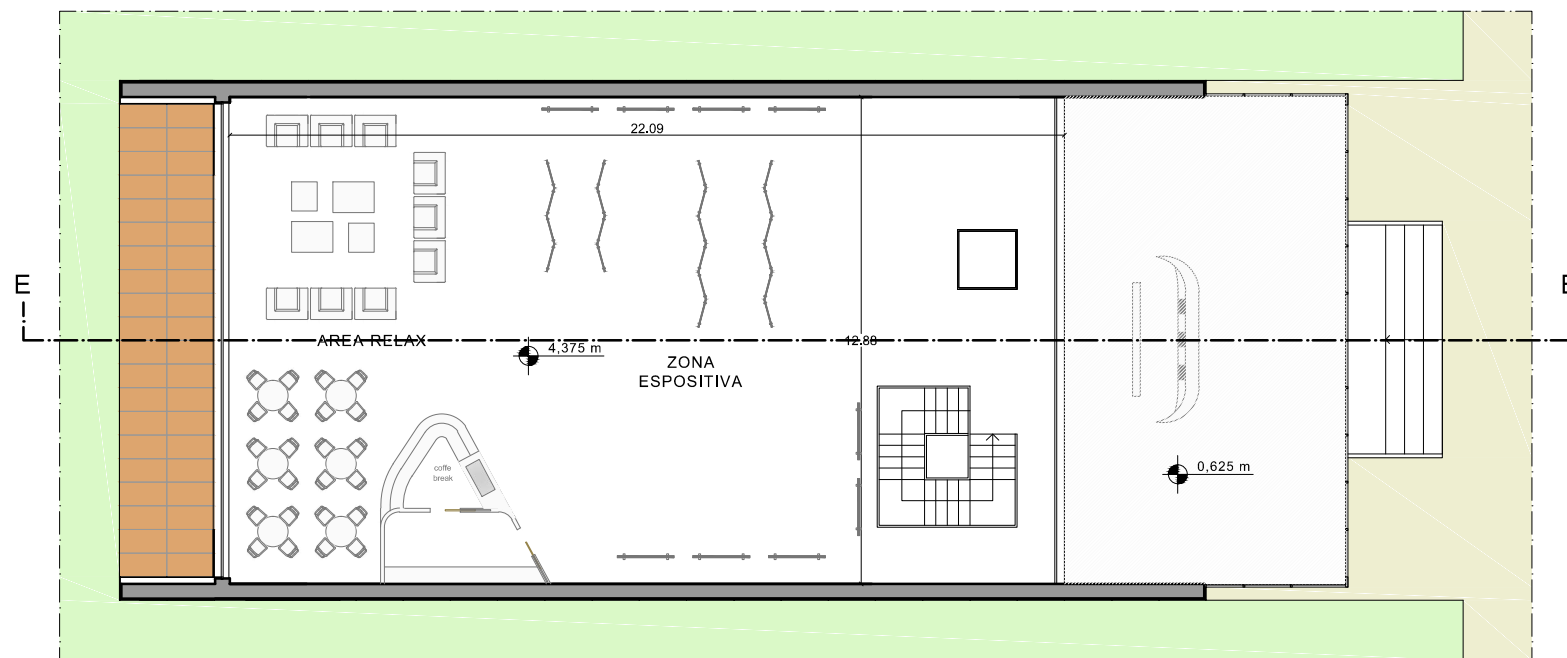 22.09
E
E
AREA RELAX
4,375 m
12.88
ZONA
ESPOSITIVA
coffe
break
0,625 m